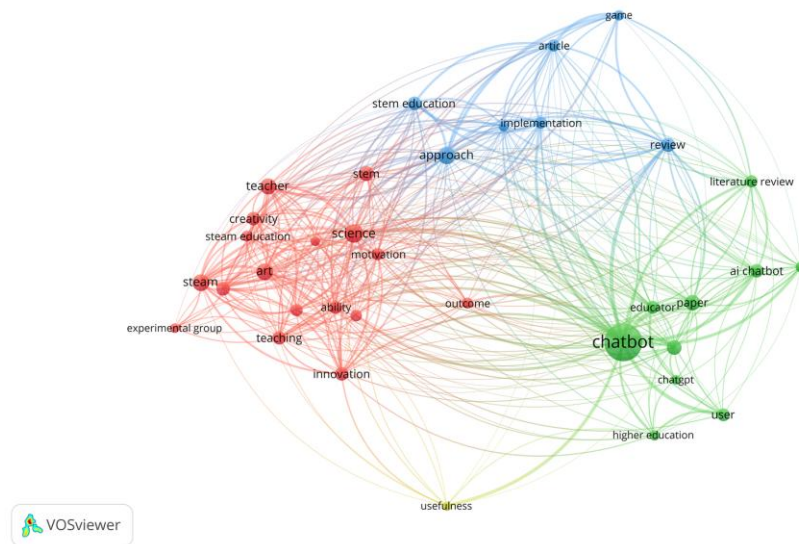 game
article
stem education
implementation
approach
review
stem
literature review
teacher
creativity
science
steam education
motivation
art
ai chatbot
steam
outcome
educator
paper
ability
experimental group
teaching
chatbot
innovation
chatgpt
user
higher education
usefulness
VOSviewer